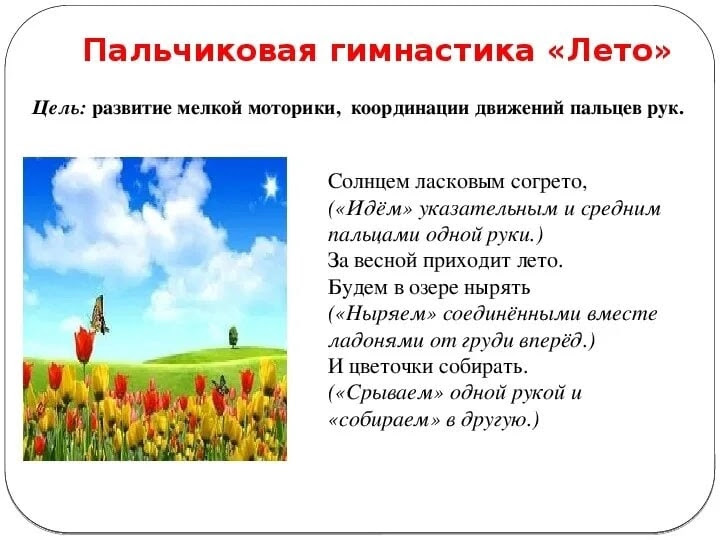 Пальчиковая гимнастика «Лето»
Цель: развитие мелкой моторики, координации движений пальцев рук.
Солнцем ласковым согрето,
(«Идём» указательным и средним
пальцами одной руки.)
За весной приходит лето.
Будем в озере нырять
(«Ныряем» соединёнными вместе
ладонями от груди вперёд.)
И цветочки собирать.
(«Срываем» одной рукой и
«собираем» в другую.)